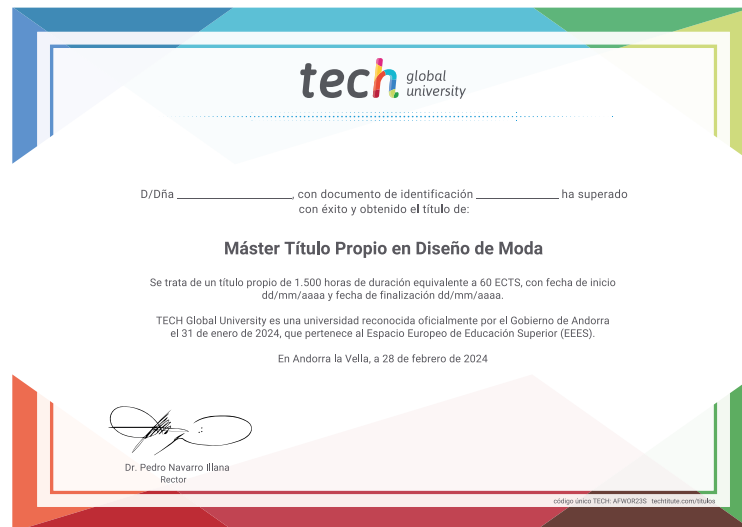 tech global university
D/Dña ____________________, con documento de identificación ______________ ha superado
con éxito y obtenido el título de:
Máster Título Propio en Diseño de Moda
Se trata de un título propio de 1.500 horas de duración equivalente a 60 ECTS, con fecha de inicio
dd/mm/aaaa y fecha de finalización dd/mm/aaaa.
TECH Global University es una universidad reconocida oficialmente por el Gobierno de Andorra
el 31 de enero de 2024, que pertenece al Espacio Europeo de Educación Superior (EEES).
En Andorra la Vella, a 28 de febrero de 2024
Dr. Pedro Navarro Illana
Rector
código único TECH: AFWOR23S techtitute.com/titulos